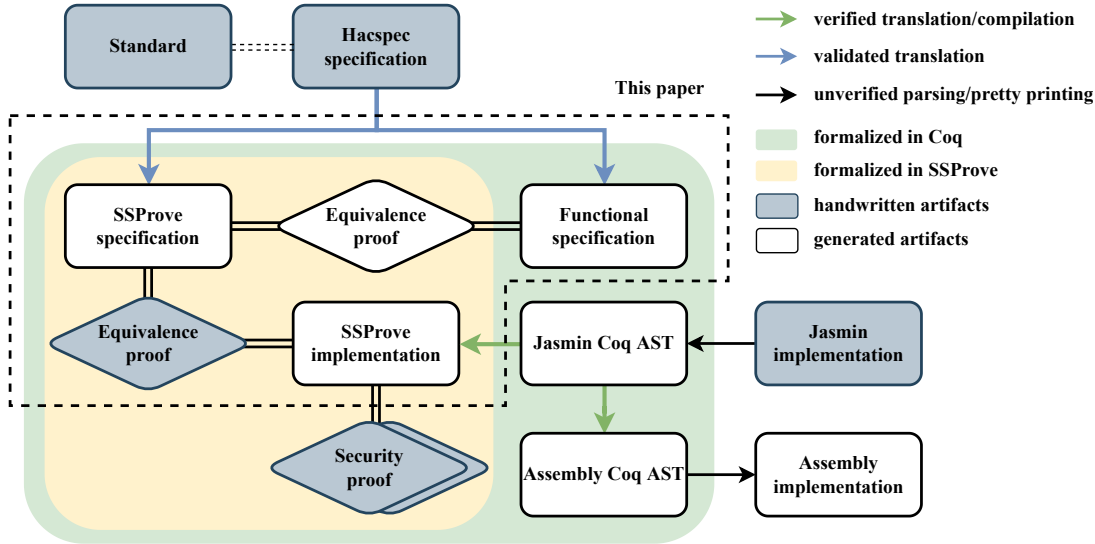 Standard
Hacspec
specification
This paper
verified translation/compilation
validated translation
unverified parsing/pretty printing
formalized in Coq
formalized in SSProve
handwritten artifacts
generated artifacts
SSProve
specification
Equivalence
proof
Functional
specification
Equivalence
proof
SSProve
implementation
Jasmin Coq AST
Jasmin
implementation
Security
proof
Assembly Coq AST
Assembly
implementation